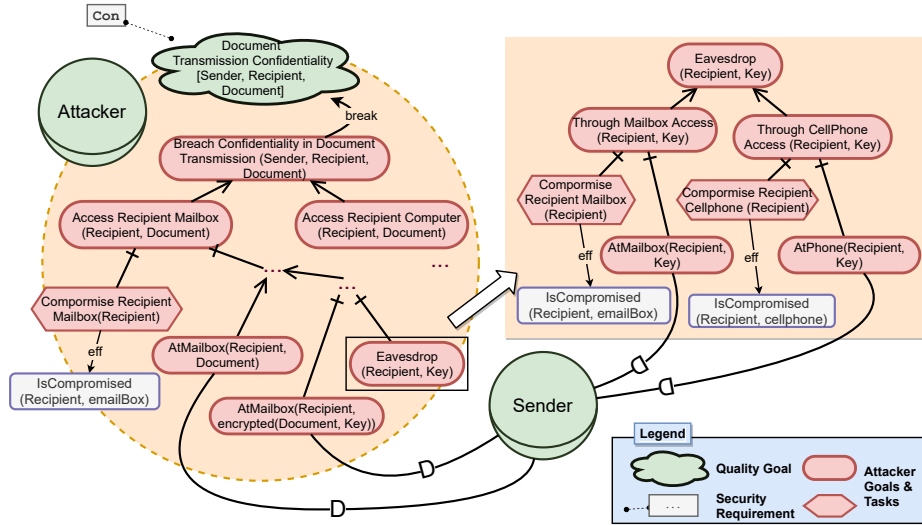 Con
Document
Transmission Confidentiality
[Sender, Recipient,
Document]
Attacker
break
Breach Confidentiality in Document
Transmission (Sender, Recipient,
Document)
Access Recipient Mailbox
(Recipient, Document)
Access Recipient Computer
(Recipient, Document)
...
...
...
Compormise Recipient
Mailbox(Recipient)
eff
IsCompromised
(Recipient, emailBox)
AtMailbox(Recipient,
Document)
AtMailbox(Recipient,
encrypted(Document, Key))
Eavesdrop
(Recipient, Key)
Eavesdrop
(Recipient, Key)
Through Mailbox Access
(Recipient, Key)
Through CellPhone
Access (Recipient, Key)
Compormise
Recipient Mailbox
(Recipient)
Compormise Recipient
Cellphone (Recipient)
eff
eff
AtMailbox(Recipient,
Key)
AtPhone(Recipient,
Key)
IsCompromised
(Recipient, emailBox)
IsCompromised
(Recipient, cellphone)
Sender
D
D
D
D
Legend
Quality Goal
...
Security
Requirement
Attacker
Goals &
Tasks